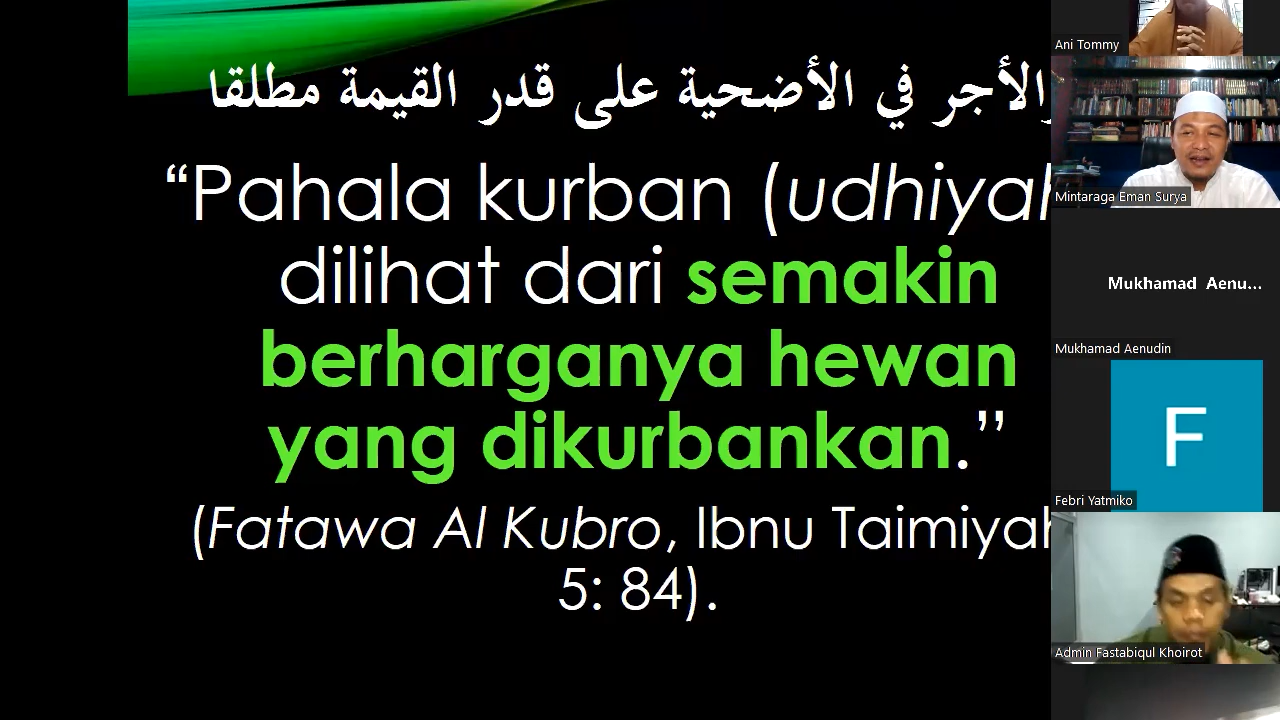 والأجر في الأضحية على قدر القيمة مطلقا
“Pahala kurban (udhiyah
dilihat dari semakin
berharganya hewan
yang dikurbankan.”
(Fatawa Al Kubro, Ibnu Taimiyah
5: 84).
Ani Tommy
Mintaraga Eman Surya
Mukhamad Aenu...
Mukhamad Aenudin
F
Febri Yatmiko
Admin Fastabiqul Khoirot